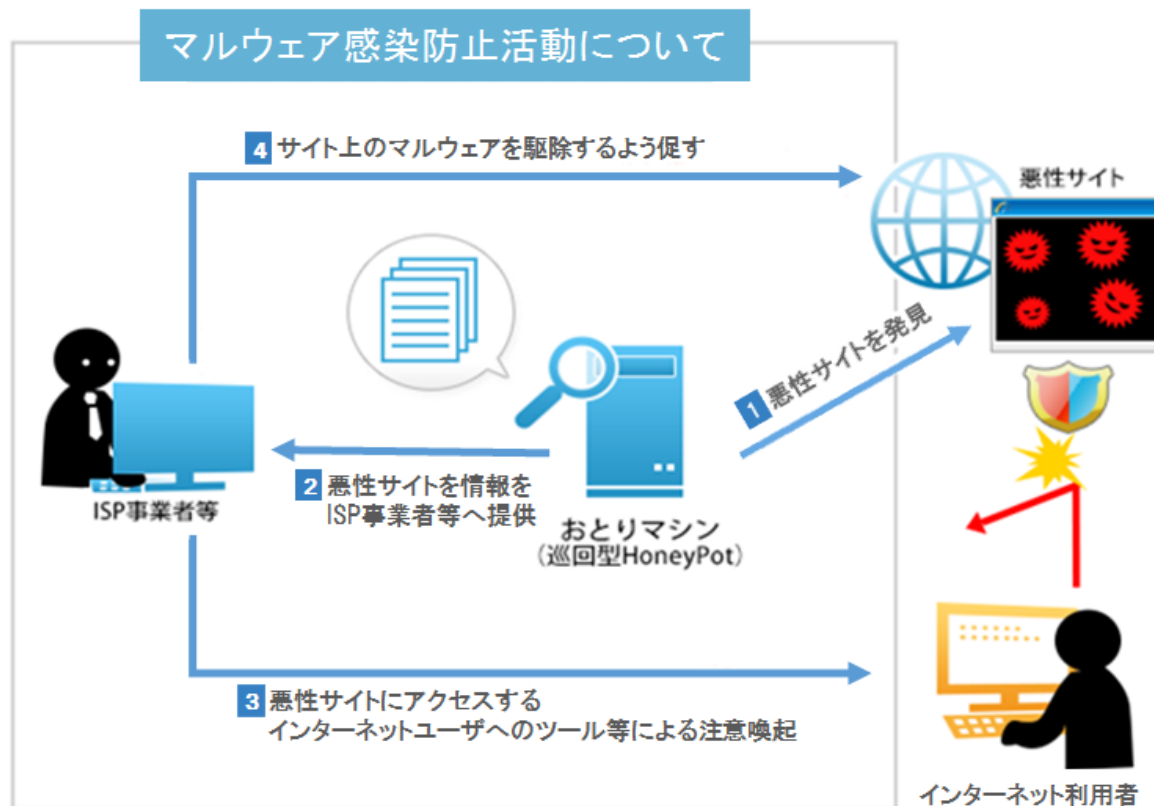 マルウェア感染防止活動について
4 サイト上のマルウェアを駆除するよう促す
悪性サイト
1 悪性サイトを発見
ISP事業者等
2 悪性サイトを情報を
ISP事業者等へ提供
おとりマシン
(巡回型HoneyPot)
3 悪性サイトにアクセスする
インターネットユーザへのツール等による注意喚起
インターネット利用者